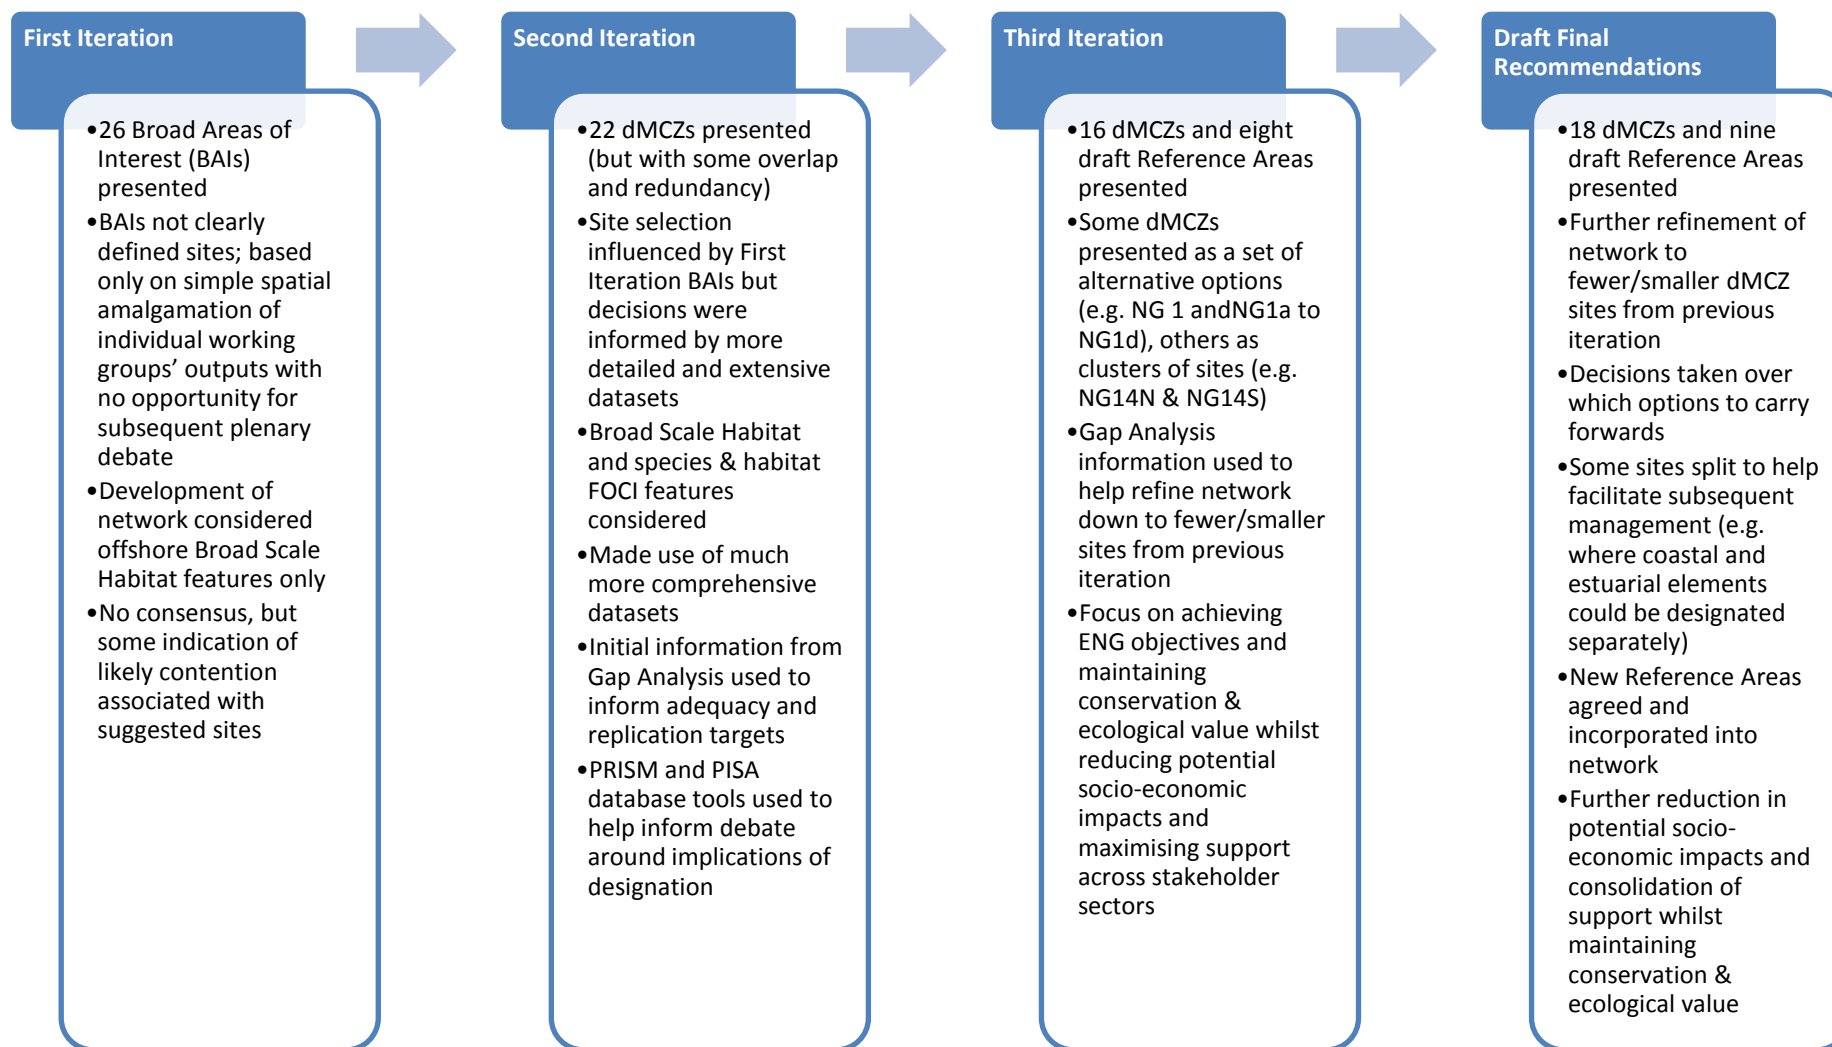 First Iteration
•26 Broad Areas of
Interest (BAIs)
presented
•BAIs not clearly
defined sites; based
only on simple spatial
amalgamation of
individual working
groups’ outputs with
no opportunity for
subsequent plenary
debate
•Development of
network considered
offshore Broad Scale
Habitat features only
•No consensus, but
some indication of
likely contention
associated with
suggested sites
Second Iteration
•22 dMCZs presented
(but with some overlap
and redundancy)
•Site selection
influenced by First
Iteration BAIs but
decisions were
informed by more
detailed and extensive
datasets
•Broad Scale Habitat
and species & habitat
FOCI features
considered
•Made use of much
more comprehensive
datasets
•Initial information from
Gap Analysis used to
inform adequacy and
replication targets
•PRISM and PISA
database tools used to
help inform debate
around implications of
designation
Third Iteration
•16 dMCZs and eight
draft Reference Areas
presented
•Some dMCZs
presented as a set of
alternative options
(e.g. NG 1 andNG1a to
NG1d), others as
clusters of sites (e.g.
NG14N & NG14S)
•Gap Analysis
information used to
help refine network
down to fewer/smaller
sites from previous
iteration
•Focus on achieving
ENG objectives and
maintaining
conservation &
ecological value whilst
reducing potential
socio-economic
impacts and
maximising support
across stakeholder
sectors
Draft Final
Recommendations
•18 dMCZs and nine
draft Reference Areas
presented
•Further refinement of
network to
fewer/smaller dMCZ
sites from previous
iteration
•Decisions taken over
which options to carry
forwards
•Some sites split to help
facilitate subsequent
management (e.g.
where coastal and
estuarial elements
could be designated
separately)
•New Reference Areas
agreed and
incorporated into
network
•Further reduction in
potential socio-
economic impacts and
consolidation of
support whilst
maintaining
conservation &
ecological value